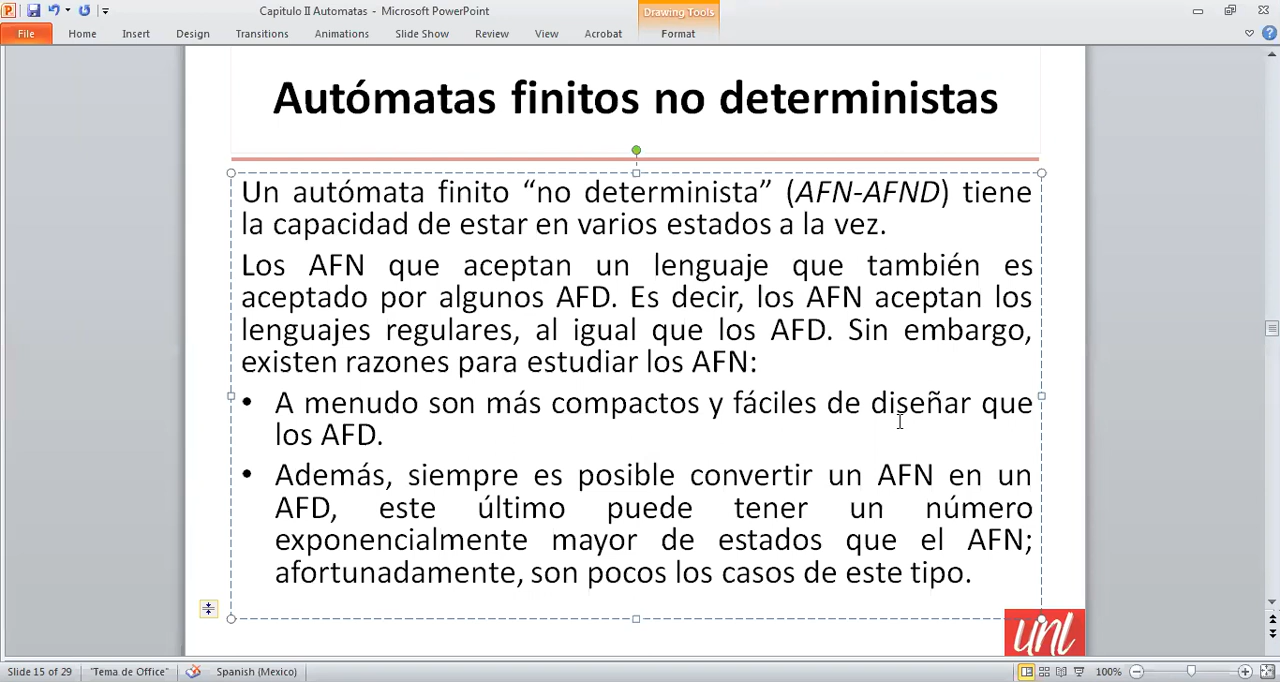 Capitulo II Automatas - Microsoft PowerPoint
Drawing Tools
File Home Insert Design Transitions Animations Slide Show Review View Acrobat Format
Autómatas finitos no deterministas
Un autómata finito “no determinista” (AFN-AFND) tiene
la capacidad de estar en varios estados a la vez.
Los AFN que aceptan un lenguaje que también es
aceptado por algunos AFD. Es decir, los AFN aceptan los
lenguajes regulares, al igual que los AFD. Sin embargo,
existen razones para estudiar los AFN:
• A menudo son más compactos y fáciles de diseñar que
los AFD.
• Además, siempre es posible convertir un AFN en un
AFD, este último puede tener un número
exponencialmente mayor de estados que el AFN;
afortunadamente, son pocos los casos de este tipo.
unl
Slide 15 of 29 "Tema de Office" Spanish (Mexico) 100%